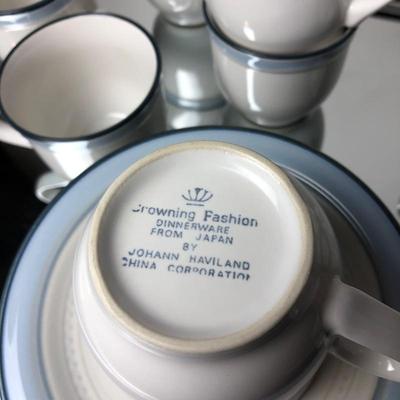 Crowning Fashion
DINNERWARE
FROM JAPAN
BY
JOHANN HAVILAND
CHINA CORPORATION